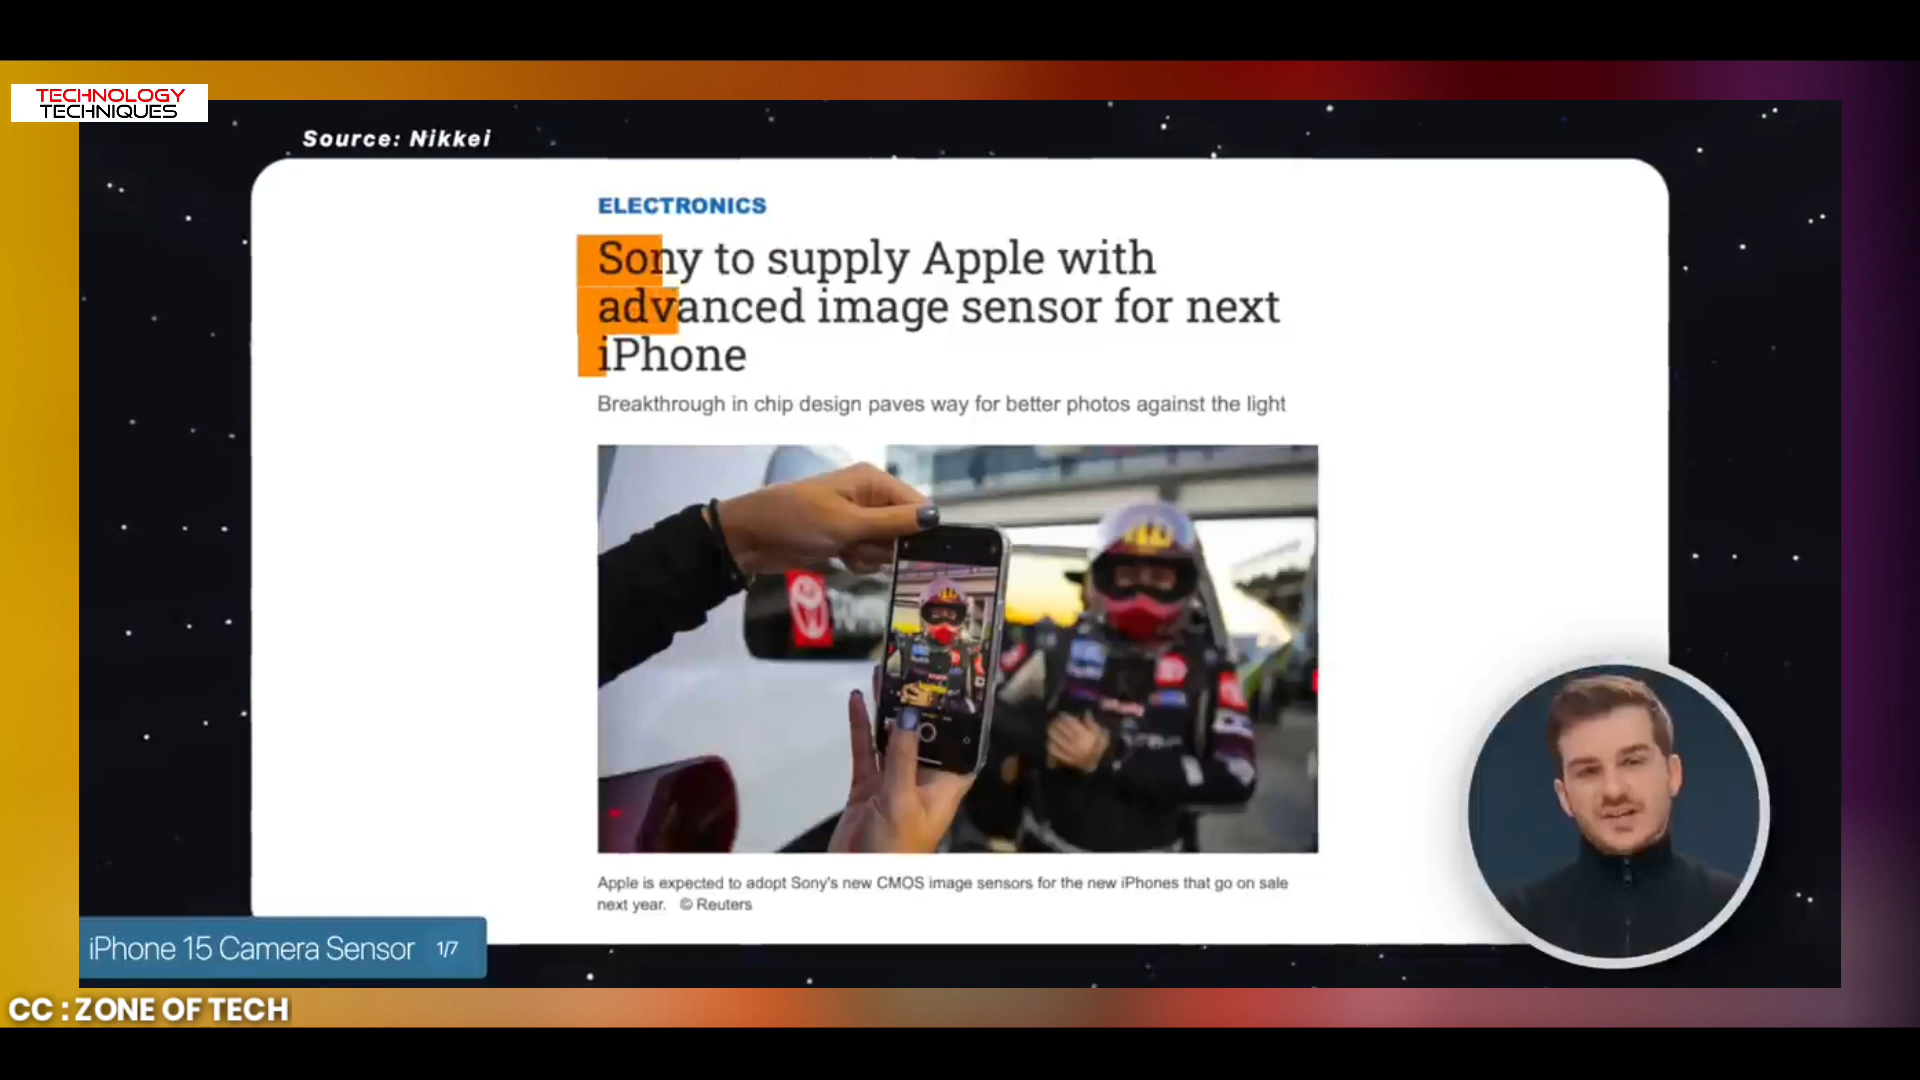 TECHNOLOGY
TECHNIQUES
Source: Nikkei
ELECTRONICS
Sony to supply Apple with
advanced image sensor for next
iPhone
Breakthrough in chip design paves way for better photos against the light
Apple is expected to adopt Sony's new CMOS image sensors for the new iPhones that go on sale
next year. © Reuters
iPhone 15 Camera Sensor 1/7
CC : ZONE OF TECH